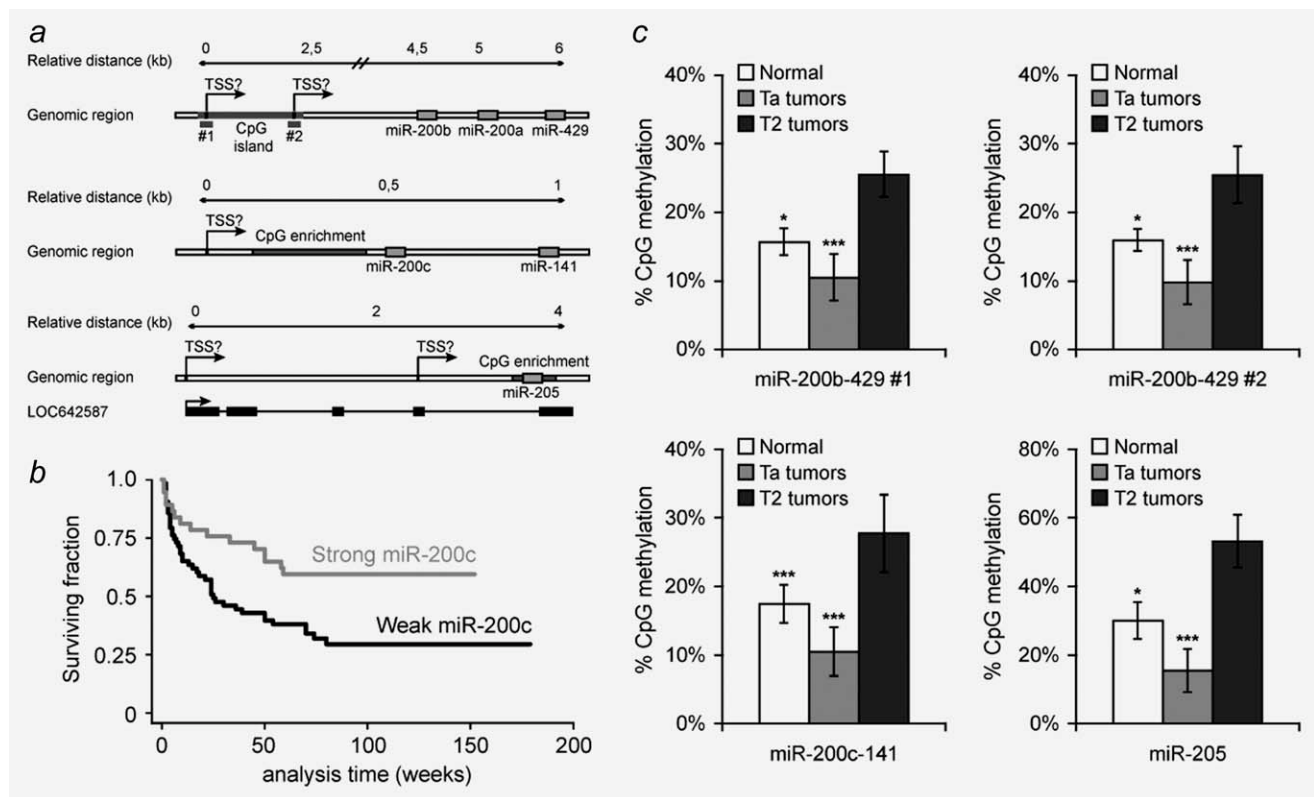 a
Relative distance (kb) 0 2,5 4,5 5 6
TSS? TSS?
Genomic region
#1 CpG island #2 miR-200b miR-200a miR-429
Relative distance (kb) 0 0,5 1
TSS?
CpG enrichment
Genomic region
miR-200c miR-141
Relative distance (kb) 0 2 4
TSS? TSS?
CpG enrichment
Genomic region
miR-205
LOC642587
b
Surviving fraction
1.0
0.75
0.5
0.25
0
Strong miR-200c
Weak miR-200c
0 50 100 150 200
analysis time (weeks)
c
% CpG methylation
40%
30%
20%
10%
0%
Normal
Ta tumors
T2 tumors
* ***
miR-200b-429 #1
% CpG methylation
40%
30%
20%
10%
0%
Normal
Ta tumors
T2 tumors
* ***
miR-200b-429 #2
% CpG methylation
40%
30%
20%
10%
0%
Normal
Ta tumors
T2 tumors
*** ***
miR-200c-141
% CpG methylation
80%
60%
40%
20%
0%
Normal
Ta tumors
T2 tumors
* ***
miR-205